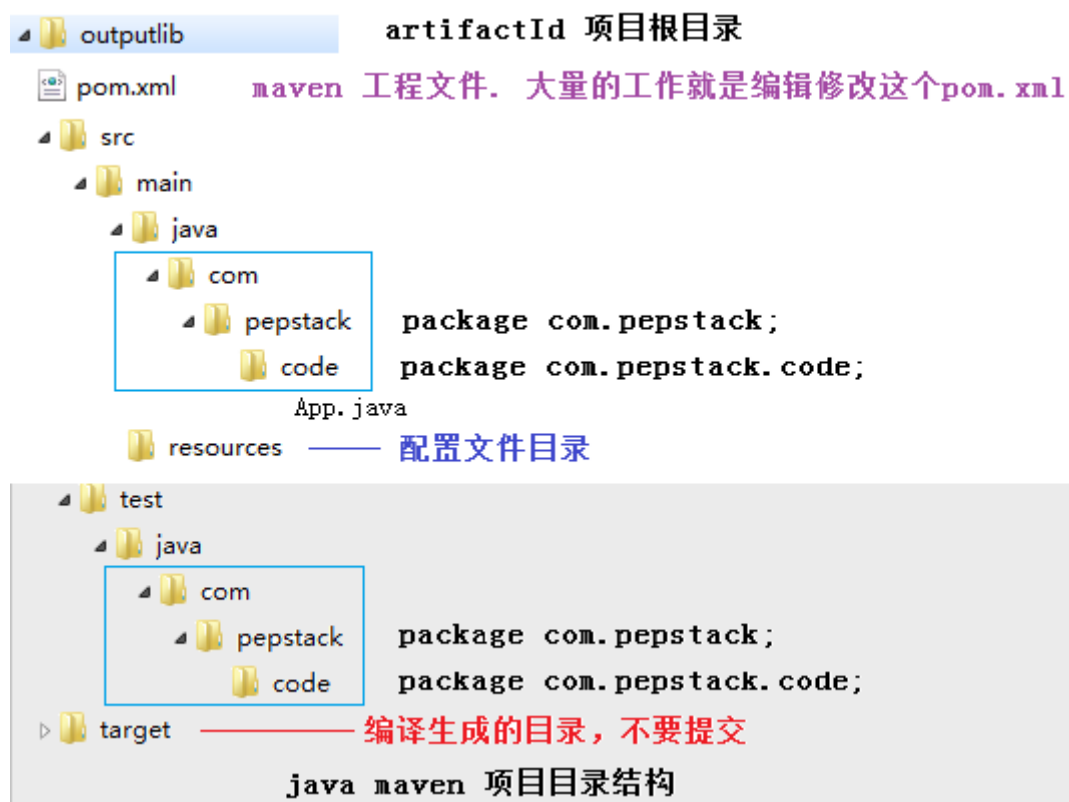 outputlib artifactId 项目根目录
pom.xml maven 工程文件. 大量的工作就是编辑修改这个pom.xml
src
main
java
com
pepstack package com.pepstack;
code package com.pepstack.code;
App.java
resources 配置文件目录
test
java
com
pepstack package com.pepstack;
code package com.pepstack.code;
target 编译生成的目录，不要提交
java maven 项目目录结构